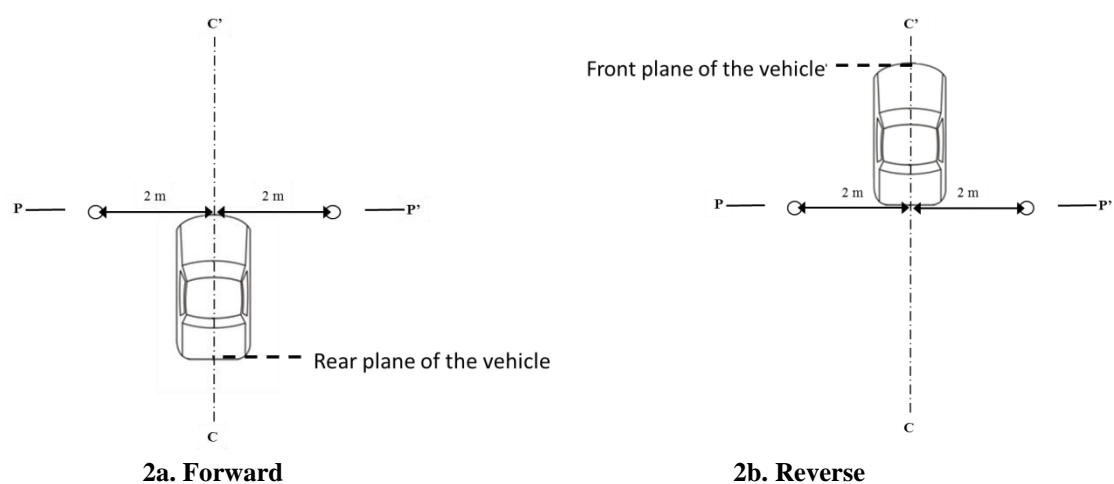 C’
2 m
2 m
P
P’
Rear plane of the vehicle
C
2a. Forward
C’
Front plane of the vehicle
2 m
2 m
P
P’
C
2b. Reverse